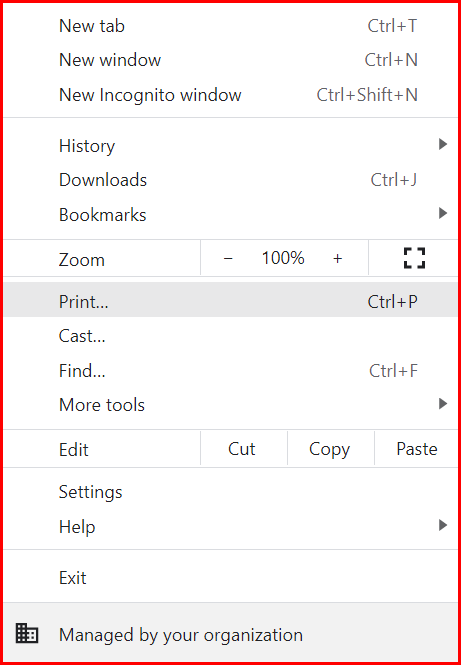 New tab Ctrl+T
New window Ctrl+N
New Incognito window Ctrl+Shift+N
History
Downloads Ctrl+J
Bookmarks
Zoom − 100% +
Print... Ctrl+P
Cast...
Find... Ctrl+F
More tools
Edit Cut Copy Paste
Settings
Help
Exit
Managed by your organization